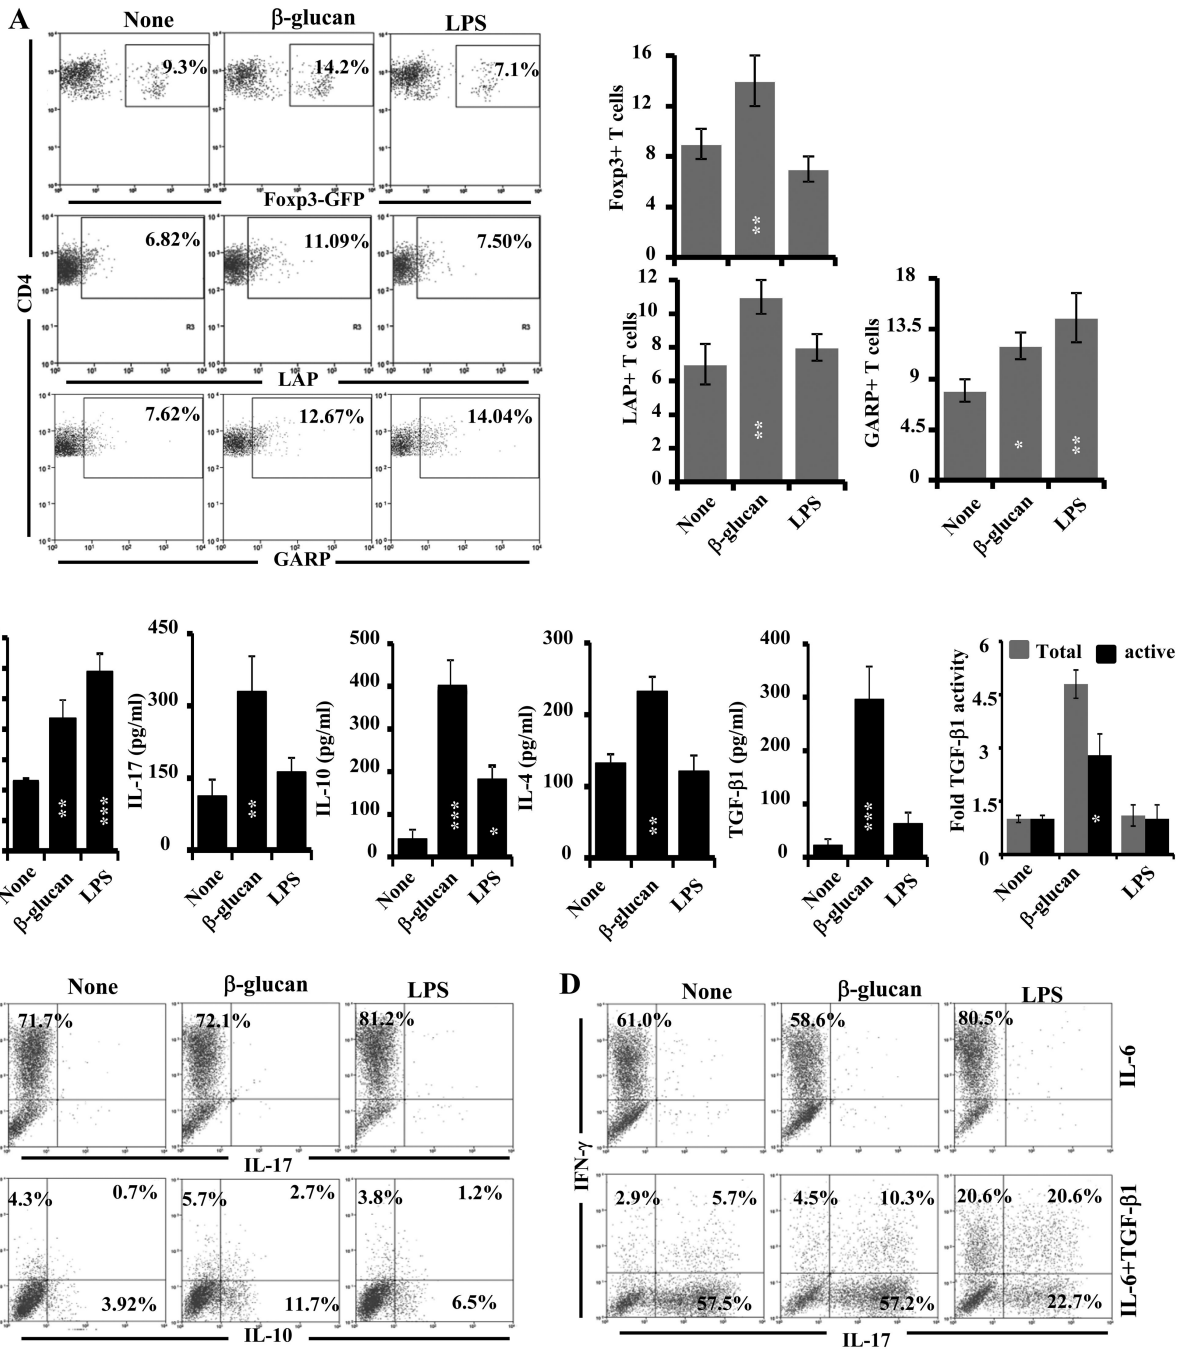 A
None β-glucan LPS
9.3% 14.2% 7.1%
Foxp3-GFP
6.82% 11.09% 7.50%
R3 R3 R3
CD4
LAP
7.62% 12.67% 14.04%
GARP
16
12
8
4
0
Foxp3+ T cells
**
12
10
8
6
4
2
0
LAP+ T cells
**
None β-glucan LPS
18
13.5
9
4.5
0
GARP+ T cells
* **
None β-glucan LPS
** ***
None β-glucan LPS
450
300
150
0
IL-17 (pg/ml)
**
None β-glucan LPS
500
400
300
200
100
0
IL-10 (pg/ml)
*** *
None β-glucan LPS
300
200
100
0
IL-4 (pg/ml)
**
None β-glucan LPS
400
300
200
100
0
TGF-β1 (pg/ml)
***
None β-glucan LPS
6
4.5
3
1.5
0
Fold TGF-β1 activity
Total active
*
None β-glucan LPS
None β-glucan LPS
71.7% 72.1% 81.2%
IL-17
4.3% 0.7% 5.7% 2.7% 3.8% 1.2%
3.92% 11.7% 6.5%
IL-10
D
None β-glucan LPS
61.0% 58.6% 80.5%
IL-6
IFN-γ
2.9% 5.7% 4.5% 10.3% 20.6% 20.6%
57.5% 57.2% 22.7%
IL-6+TGF-β1
IL-17